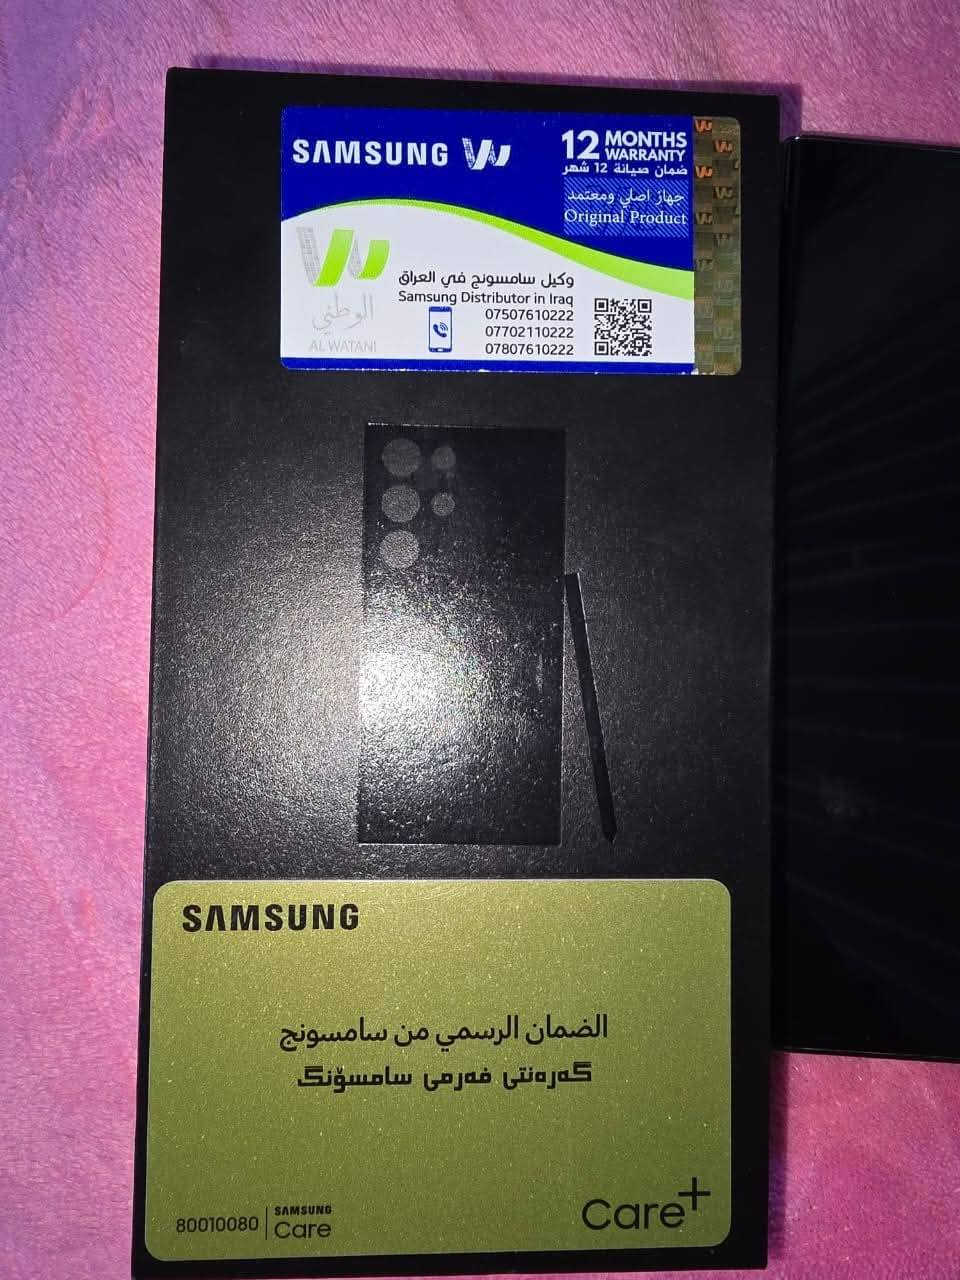 SAMSUNG
12 MONTHS
WARRANTY
ضمان صيانة 12 شهر
جهاز اصلي ومعتمد
Original Product
وكيل سامسونج في العراق
Samsung Distributor in Iraq
07507610222
07702110222
07807610222
الوطني
AL WATANI
SAMSUNG
الضمان الرسمي من سامسونج
گەرەنتی فەرمی سامسۆنگ
80010080 | SAMSUNG
Care
Care+